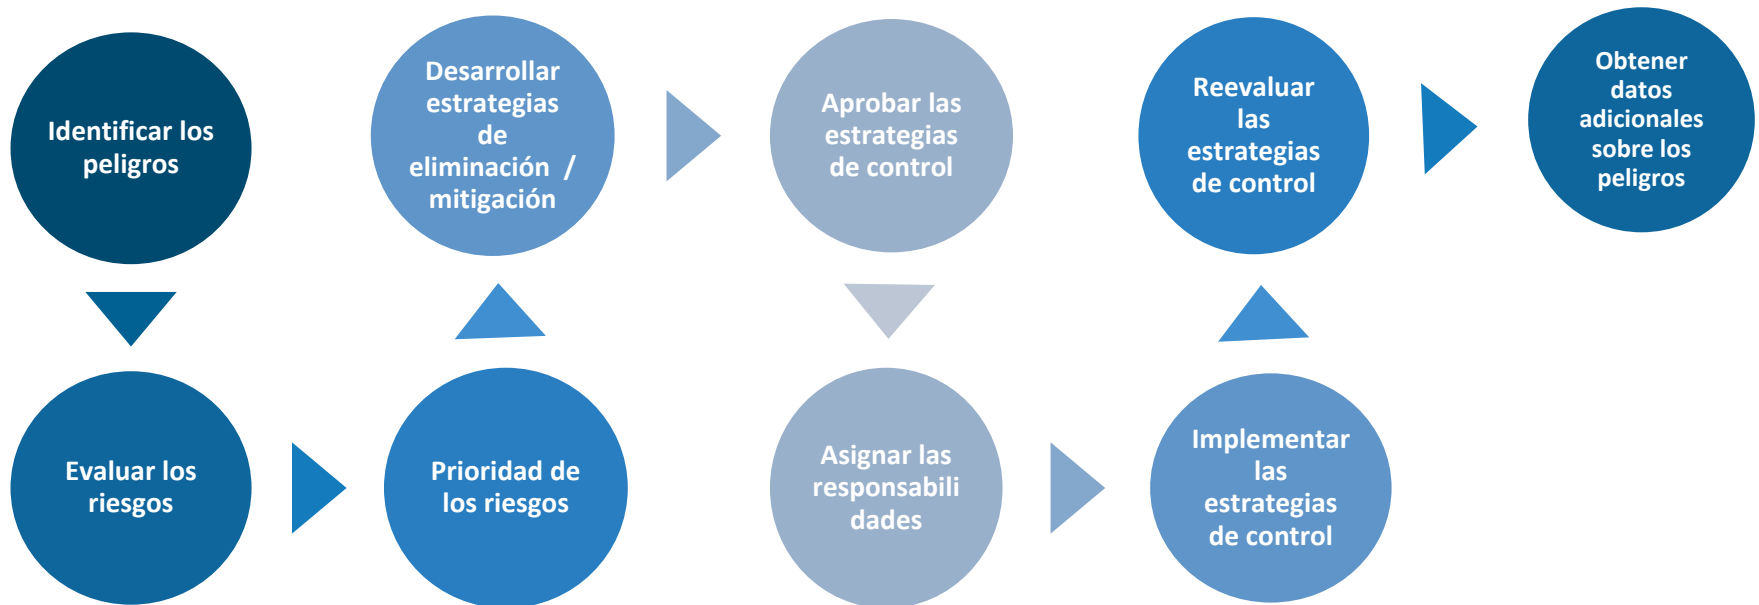 Identificar los
peligros
Evaluar los
riesgos
Prioridad de
los riesgos
Desarrollar
estrategias
de
eliminación /
mitigación
Aprobar las
estrategias
de control
Asignar las
responsabili
dades
Implementar
las
estrategias
de control
Reevaluar
las
estrategias
de control
Obtener
datos
adicionales
sobre los
peligros